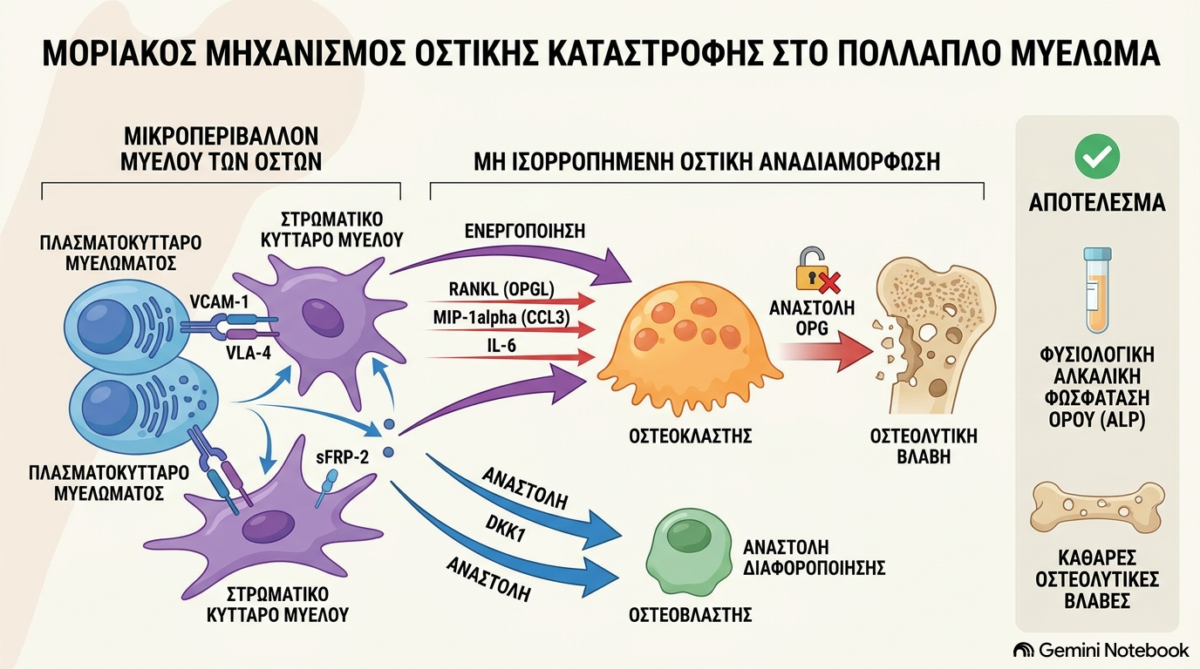 ΜΟΡΙΑΚΟΣ ΜΗΧΑΝΙΣΜΟΣ ΟΣΤΙΚΗΣ ΚΑΤΑΣΤΡΟΦΗΣ ΣΤΟ ΠΟΛΛΑΠΛΟ ΜΥΕΛΩΜΑ
ΜΙΚΡΟΠΕΡΙΒΑΛΛΟΝ
ΜΥΕΛΟΥ ΤΩΝ ΟΣΤΩΝ
ΠΛΑΣΜΑΤΟΚΥΤΤΑΡΟ
ΜΥΕΛΩΜΑΤΟΣ
ΣΤΡΩΜΑΤΙΚΟ
ΚΥΤΤΑΡΟ ΜΥΕΛΟΥ
VCAM-1
VLA-4
ΠΛΑΣΜΑΤΟΚΥΤΤΑΡΟ
ΜΥΕΛΩΜΑΤΟΣ
sFRP-2
ΣΤΡΩΜΑΤΙΚΟ
ΚΥΤΤΑΡΟ ΜΥΕΛΟΥ
ΜΗ ΙΣΟΡΡΟΠΗΜΕΝΗ ΟΣΤΙΚΗ ΑΝΑΔΙΑΜΟΡΦΩΣΗ
ΕΝΕΡΓΟΠΟΙΗΣΗ
RANKL (OPGL)
MIP-1alpha (CCL3)
IL-6
ΟΣΤΕΟΚΛΑΣΤΗΣ
ΑΝΑΣΤΟΛΗ
OPG
ΟΣΤΕΟΛΥΤΙΚΗ
ΒΛΑΒΗ
ΑΝΑΣΤΟΛΗ
DKK1
ΑΝΑΣΤΟΛΗ
ΟΣΤΕΟΒΛΑΣΤΗΣ
ΑΝΑΣΤΟΛΗ
ΔΙΑΦΟΡΟΠΟΙΗΣΗΣ
ΑΠΟΤΕΛΕΣΜΑ
ΦΥΣΙΟΛΟΓΙΚΗ
ΑΛΚΑΛΙΚΗ
ΦΩΣΦΑΤΑΣΗ
ΟΡΟΥ (ALP)
ΚΑΘΑΡΕΣ
ΟΣΤΕΟΛΥΤΙΚΕΣ
ΒΛΑΒΕΣ
Gemini Notebook